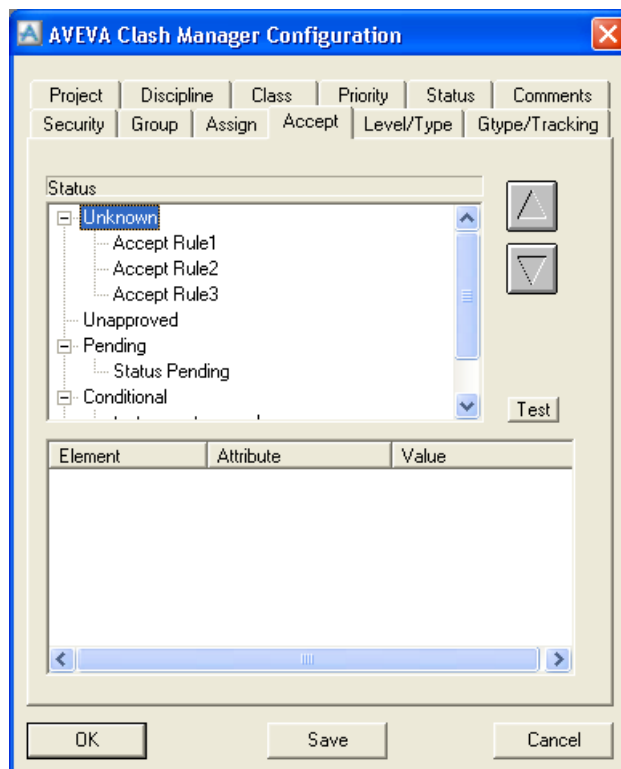 AVEVA Clash Manager Configuration
Project Discipline Class Priority Status Comments
Security Group Assign Accept Level/Type Gtype/Tracking
Status
Unknown
Accept Rule1
Accept Rule2
Accept Rule3
Unapproved
Pending
Status Pending
Conditional
Test
Element Attribute Value
OK Save Cancel